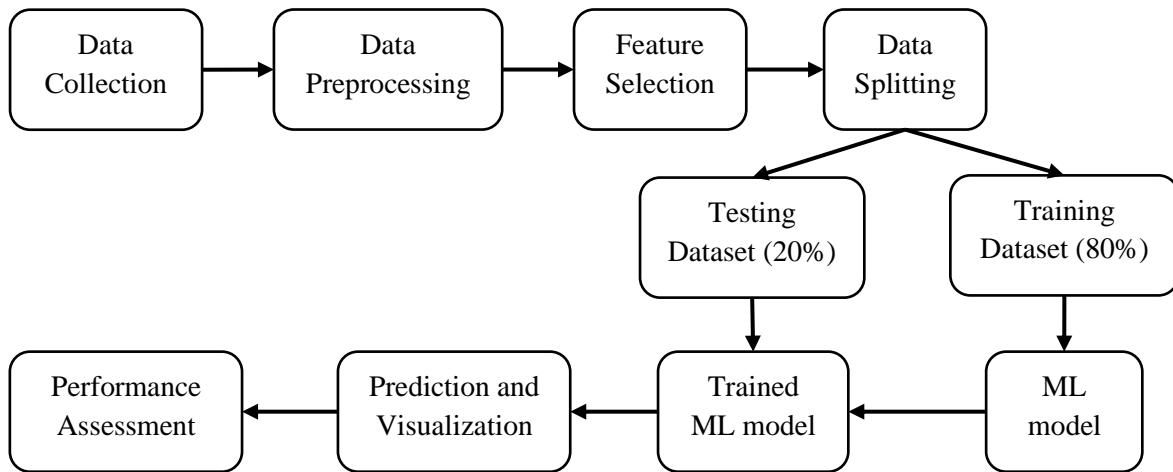 Data
Collection
Data
Preprocessing
Feature
Selection
Data
Splitting
Testing
Dataset (20%)
Training
Dataset (80%)
Performance
Assessment
Prediction and
Visualization
Trained
ML model
ML
model